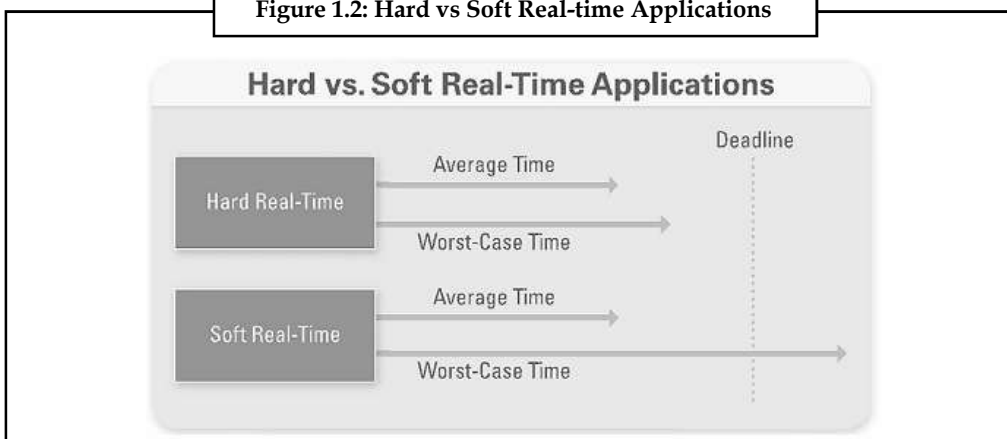 Figure 1.2: Hard vs Soft Real-time Applications
Hard vs. Soft Real-Time Applications
Deadline
Average Time
Hard Real-Time
Worst-Case Time
Average Time
Soft Real-Time
Worst-Case Time